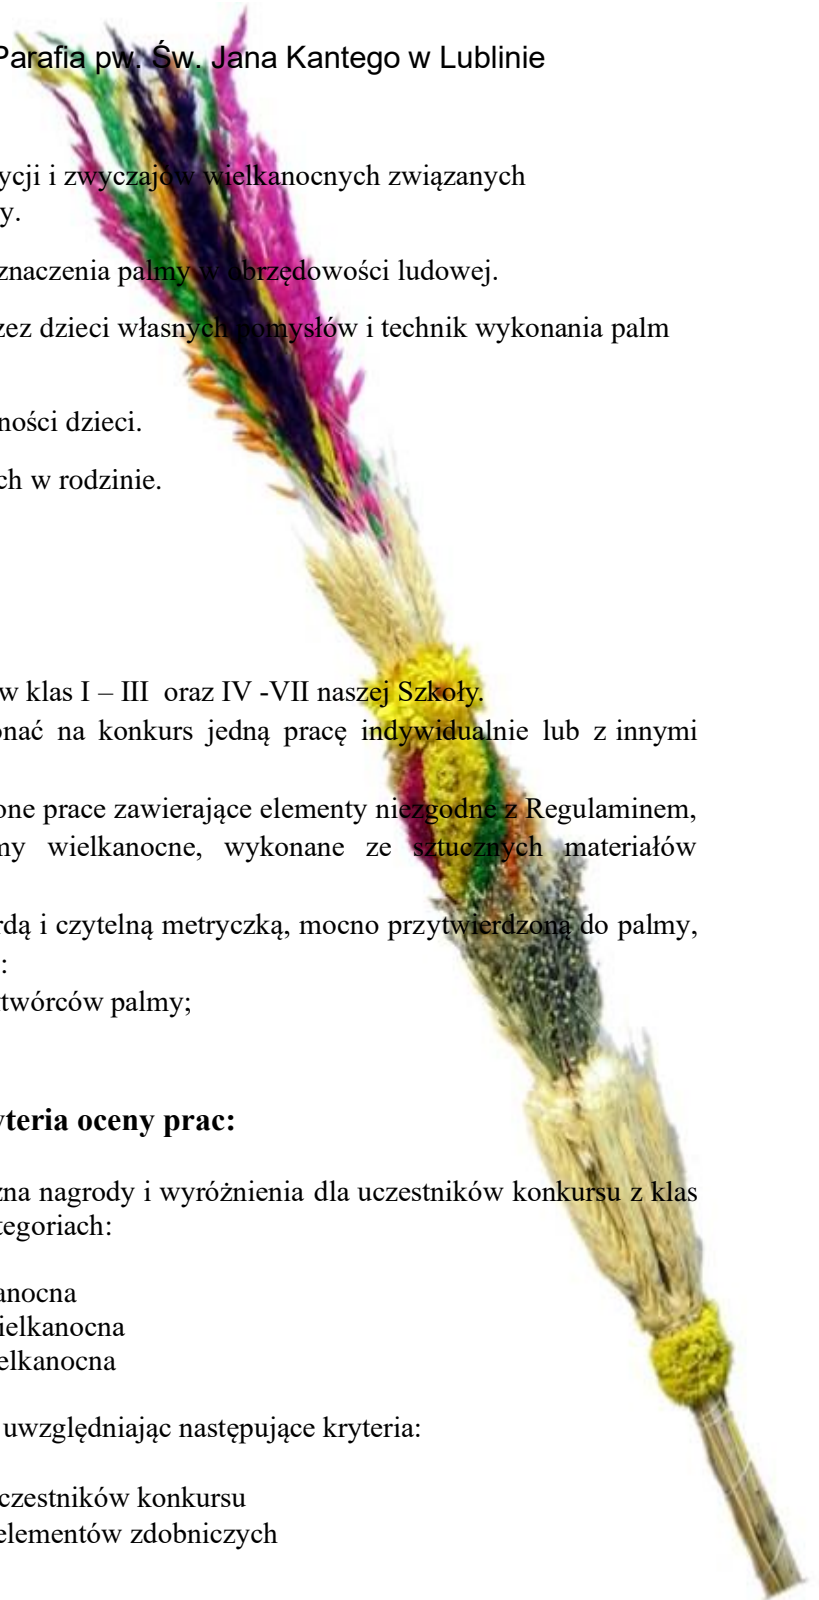 Parafia pw. Św. Jana Kantego w Lublinie
ycji i zwyczajów wielkanocnych związanych
y.
znaczenia palmy w obrzędowości ludowej.
zez dzieci własnych pomysłów i technik wykonania palm
ności dzieci.
ch w rodzinie.
w klas I – III oraz IV -VII naszej Szkoły.
onać na konkurs jedną pracę indywidualnie lub z innymi
one prace zawierające elementy niezgodne z Regulaminem,
my wielkanocne, wykonane ze sztucznych materiałów
rdą i czytelną metryczką, mocno przytwierdzoną do palmy,
:
twórców palmy;
yteria oceny prac:
zna nagrody i wyróżnienia dla uczestników konkursu z klas
tegoriach:
anocna
ielkanocna
elkanocna
uwzględniając następujące kryteria:
czestników konkursu
elementów zdobniczych